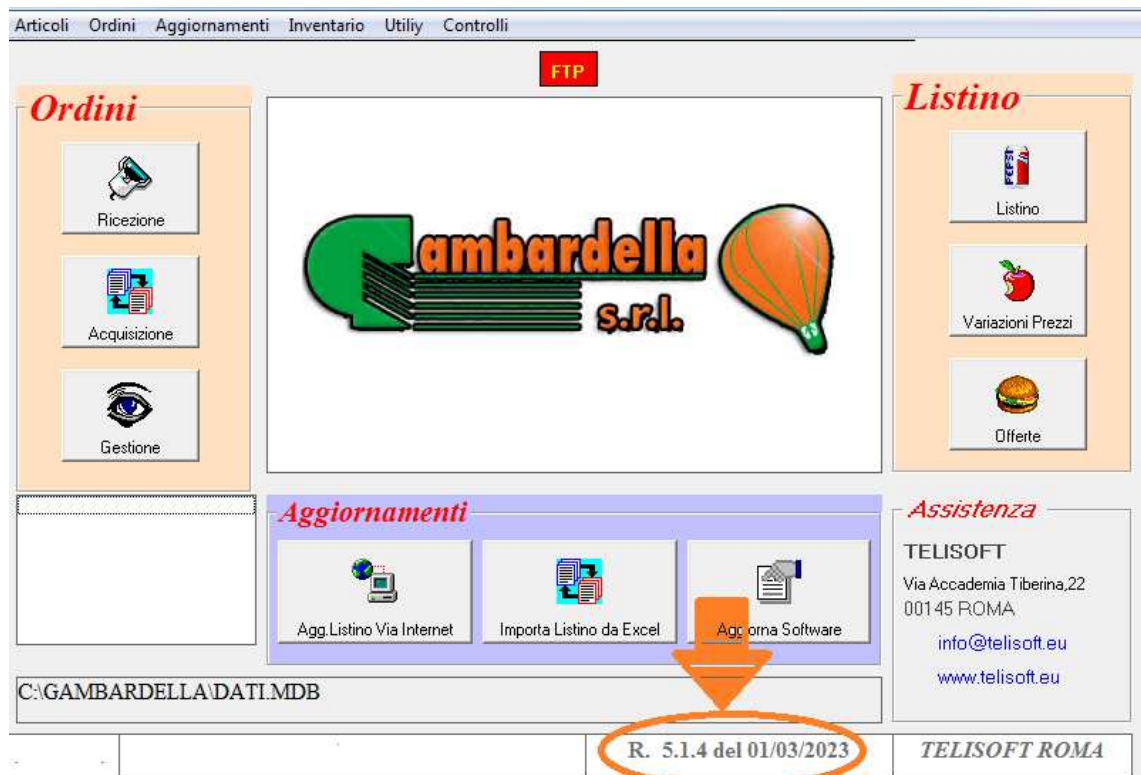 Articoli Ordini Aggiornamenti Inventario Utiliy Controlli
FTP
Ordini
Ricezione
Acquisizione
Gestione
Gambardella
s.r.l.
Listino
PEPSI
Listino
Variazioni Prezzi
Offerte
Aggiornamenti
Agg.Listino Via Internet
Importa Listino da Excel
Aggiorna Software
Assistenza
TELISOFT
Via Accademia Tiberina,22
00145 ROMA
info@telisoft.eu
www.telisoft.eu
C:\GAMBARDELLA\DATI.MDB
R. 5.1.4 del 01/03/2023
TELISOFT ROMA